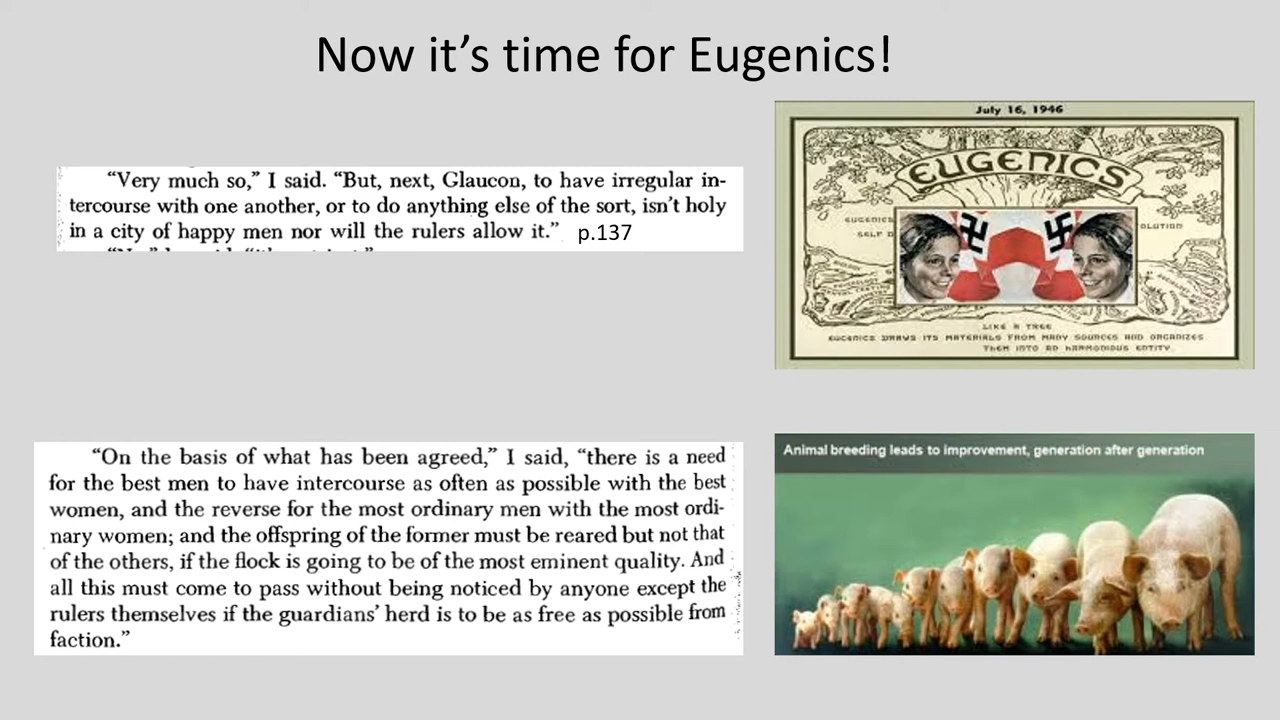 Now it's time for Eugenics!
"Very much so," I said. "But, next, Glaucon, to have irregular in-
tercourse with one another, or to do anything else of the sort, isn't holy
in a city of happy men nor will the rulers allow it." p.137
July 16, 1946
EUGENICS
EUGENICS
SELF D
OLUTION
LIKE A TREE
EUGENICS DRAWS ITS MATERIALS FROM MANY SOURCES AND ORGANIZES
THEM INTO AN HARMONIOUS ENTITY.
"On the basis of what has been agreed," I said, "there is a need
for the best men to have intercourse as often as possible with the best
women, and the reverse for the most ordinary men with the most ordi-
nary women; and the offspring of the former must be reared but not that
of the others, if the flock is going to be of the most eminent quality. And
all this must come to pass without being noticed by anyone except the
rulers themselves if the guardians' herd is to be as free as possible from
faction."
Animal breeding leads to improvement, generation after generation